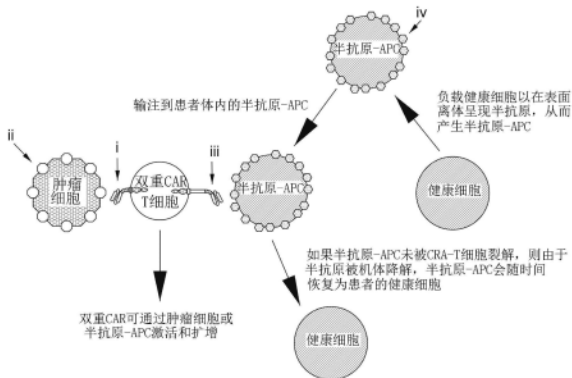 iv
半抗原-APC
输注到患者体内的半抗原-APC
负载健康细胞以在表面
离体呈现半抗原,从而
产生半抗原-APC
ii
i
iii
肿瘤
细胞
双重CAR
T细胞
半抗原-APC
健康细胞
如果半抗原-APC未被CRA-T细胞裂解,则由于
半抗原被机体降解,半抗原-APC会随时间
恢复为患者的健康细胞
双重CAR可通过肿瘤细胞或
半抗原-APC激活和扩增
健康细胞